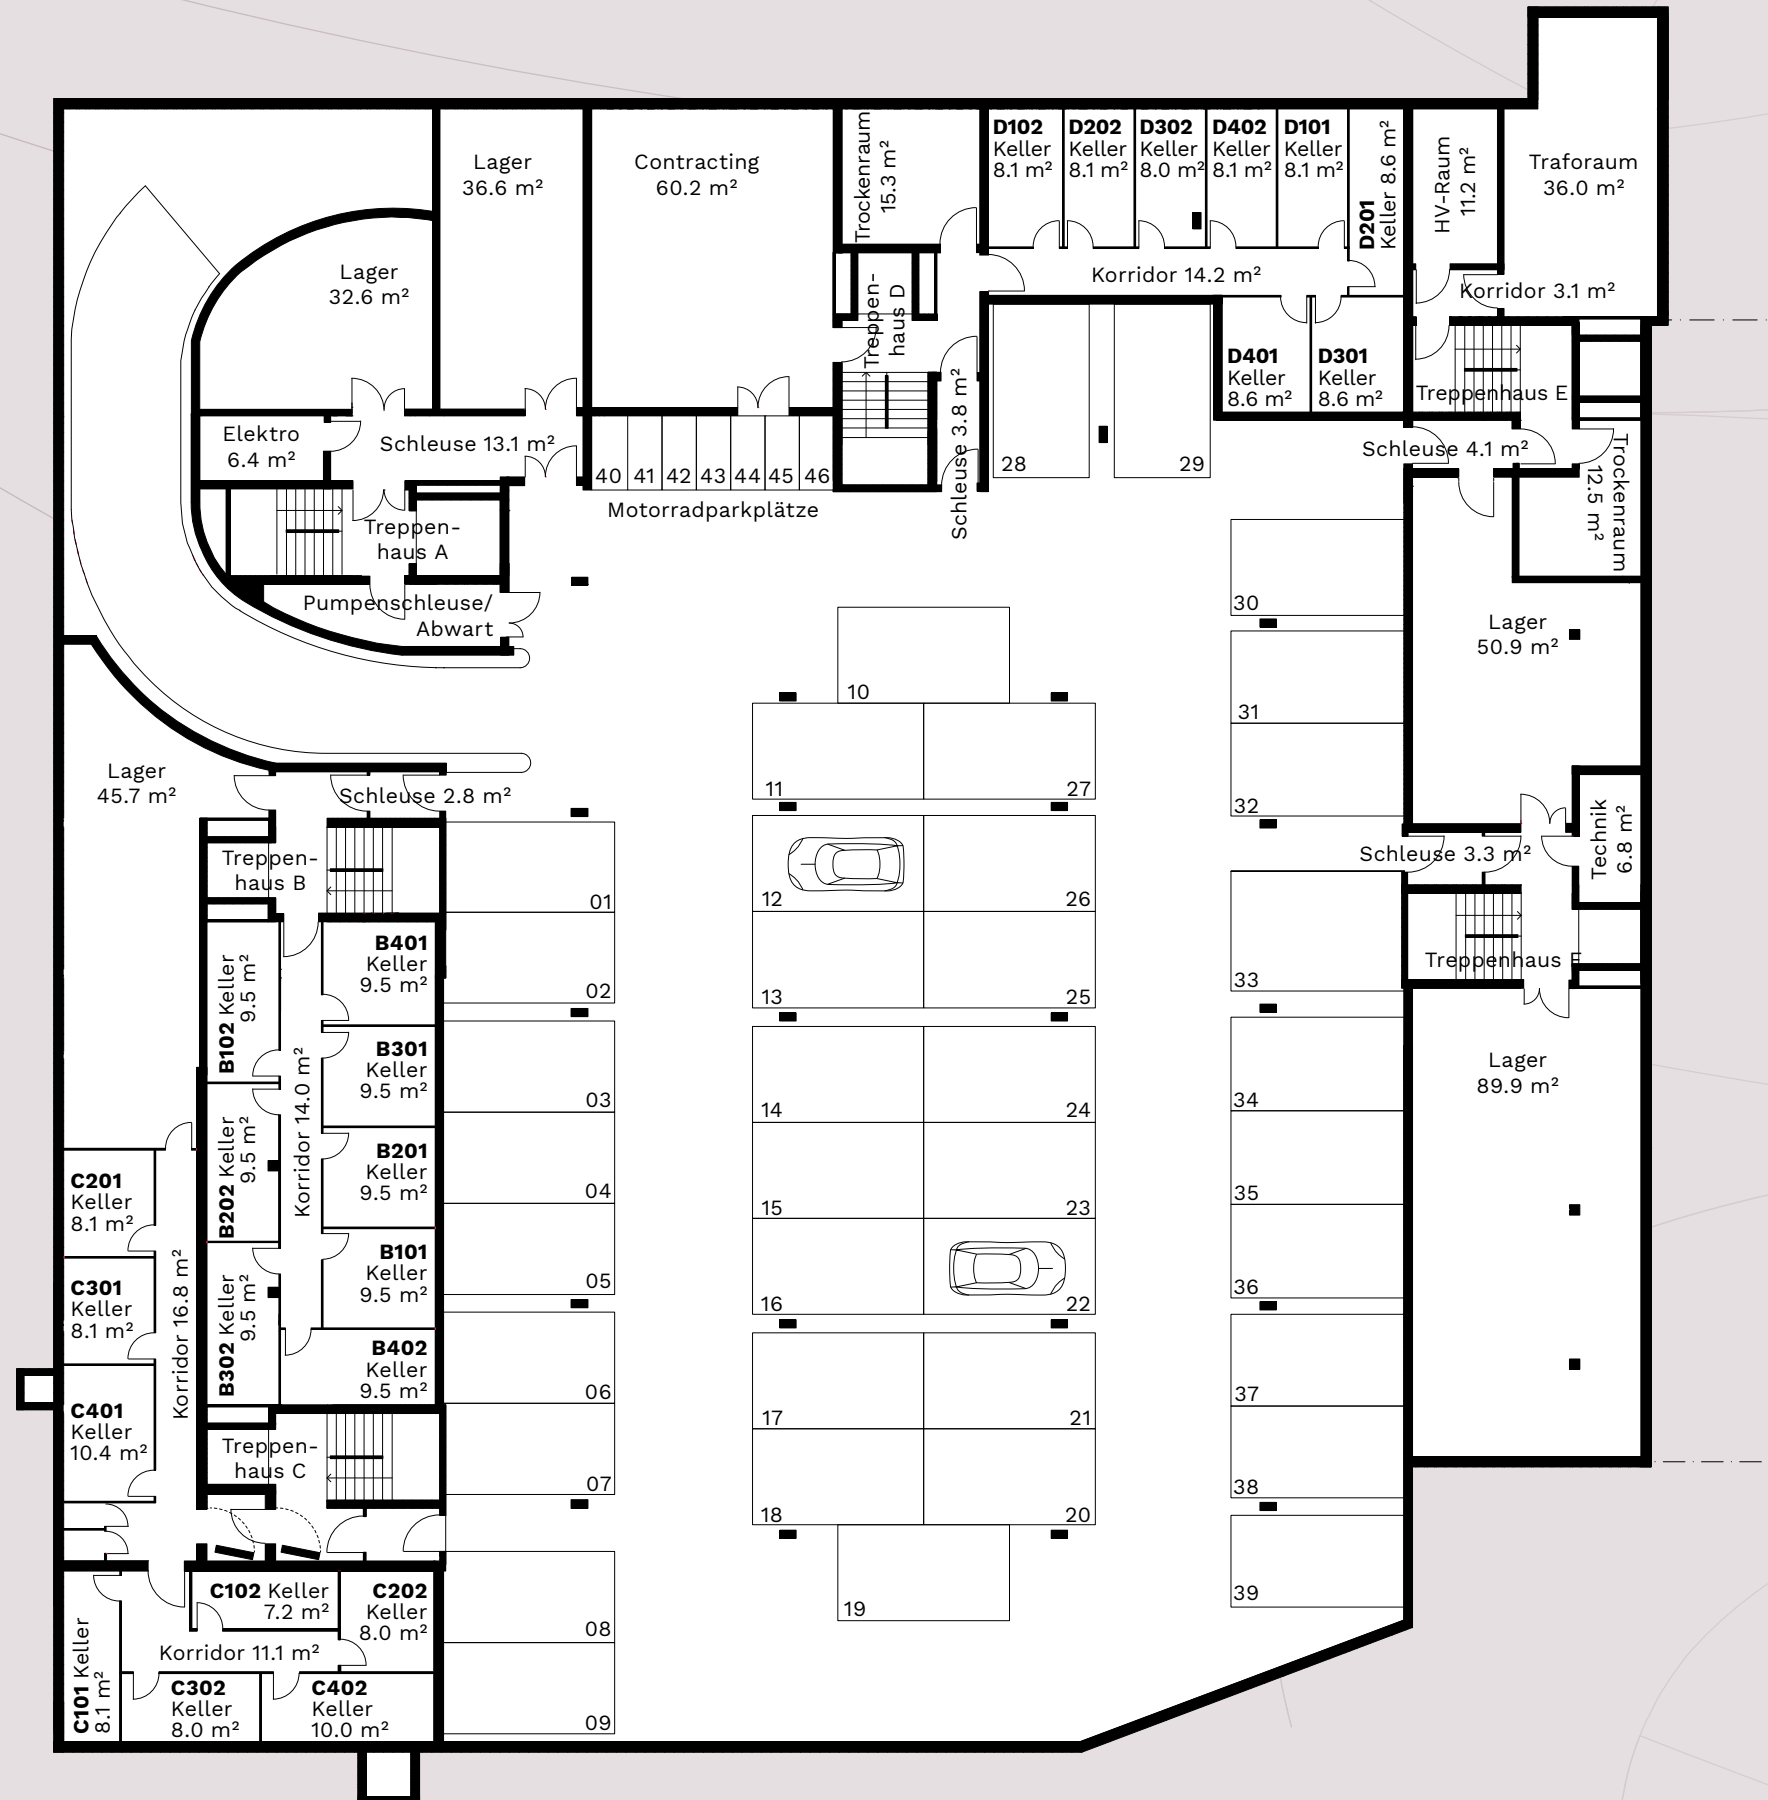 Lager
36.6 m²
Contracting
60.2 m²
Trockenraum
15.3 m²
D102
Keller
8.1 m²
D202
Keller
8.1 m²
D302
Keller
8.0 m²
D402
Keller
8.1 m²
D101
Keller
8.1 m²
D201
Keller 8.6 m²
HV-Raum
11.2 m²
Traforaum
36.0 m²
Lager
32.6 m²
Korridor 14.2 m²
Korridor 3.1 m²
Treppen-
haus D
D401
Keller
8.6 m²
D301
Keller
8.6 m²
Treppenhaus E
Elektro
6.4 m²
Schleuse 13.1 m²
40
41
42
43
44
45
46
Motorradparkplätze
Schleuse 3.8 m²
28
29
Schleuse 4.1 m²
Trockenraum
12.5 m²
Treppen-
haus A
Pumpenschleuse/
Abwart
30
Lager
50.9 m²
10
31
11
27
32
Lager
45.7 m²
Schleuse 2.8 m²
Treppen-
haus B
01
12
26
Schleuse 3.3 m²
Technik
6.8 m²
Treppenhaus F
B401
Keller
9.5 m²
B102 Keller
9.5 m²
02
13
25
33
Korridor 14.0 m²
B301
Keller
9.5 m²
03
14
24
34
Lager
89.9 m²
B202 Keller
9.5 m²
B201
Keller
9.5 m²
04
15
23
35
C201
Keller
8.1 m²
Korridor 16.8 m²
B302 Keller
9.5 m²
B101
Keller
9.5 m²
05
16
22
36
C301
Keller
8.1 m²
B402
Keller
9.5 m²
06
17
21
37
C401
Keller
10.4 m²
Treppen-
haus C
07
18
20
38
C102 Keller
7.2 m²
C202
Keller
8.0 m²
08
19
39
C101 Keller
8.1 m²
Korridor 11.1 m²
C302
Keller
8.0 m²
C402
Keller
10.0 m²
09